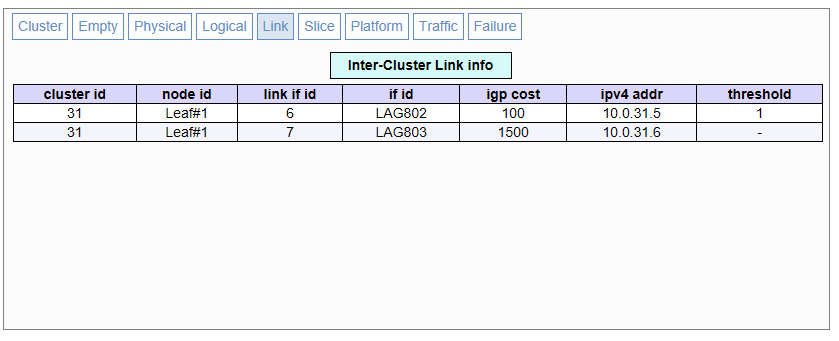 Cluster Empty Physical Logical Link Slice Platform Traffic Failure
Inter-Cluster Link info
cluster id node id link if id if id igp cost ipv4 addr threshold
31 Leaf#1 6 LAG802 100 10.0.31.5 1
31 Leaf#1 7 LAG803 1500 10.0.31.6 -